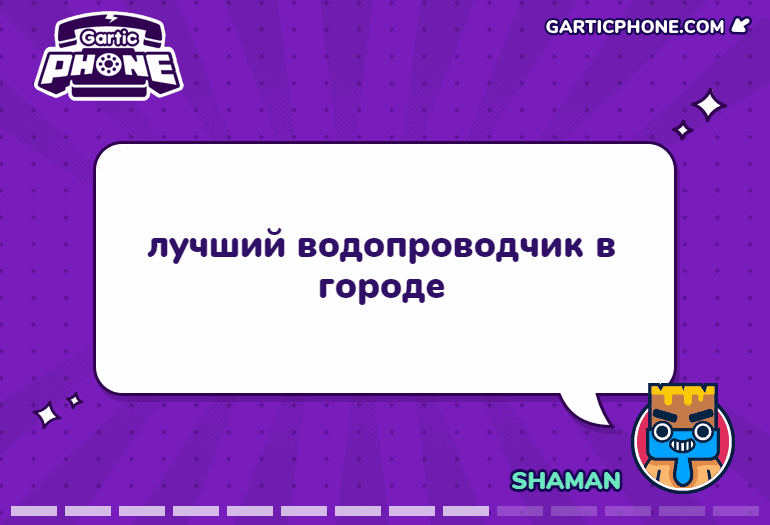 Gartic
PHONE
GARTICPHONE.COM
лучший водопроводчик в
городе
SHAMAN